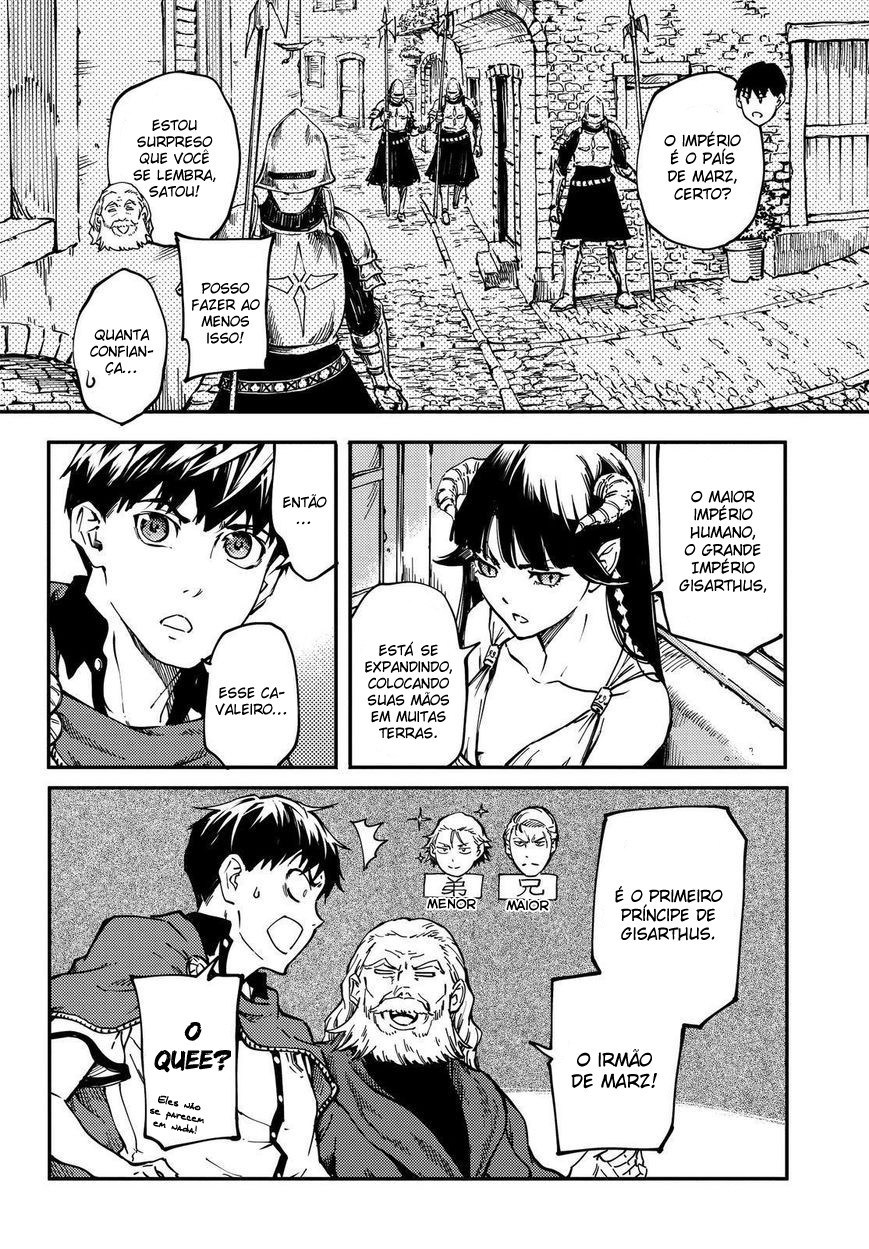 O IMPÉRIO
É O PAÍS
DE MARZ,
CERTO?
ESTOU
SURPRESO
QUE VOCÊ
SE LEMBRA,
SATOU!
POSSO
FAZER AO
MENOS
ISSO!
QUANTA
CONFIAN-
ÇA...
O MAIOR
IMPÉRIO
HUMANO,
O GRANDE
IMPÉRIO
GISARTHUS,
ESTÁ SE
EXPANDINDO,
COLOCANDO
SUAS MÃOS
EM MUITAS
TERRAS.
ENTÃO
...
ESSE CA-
VALEIRO...
É O PRIMEIRO
PRÍNCIPE DE
GISARTHUS.
O IRMÃO
DE MARZ!
兄
MAIOR
弟
MENOR
O
QUEE?
Eles não
se parecem
em nada!